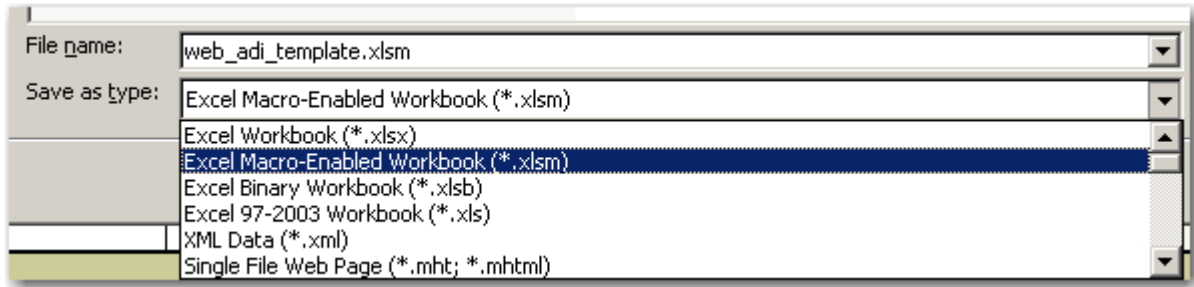 File name: web_adi_template.xlsm
Save as type: Excel Macro-Enabled Workbook (*.xlsm)
Excel Workbook (*.xlsx)
Excel Macro-Enabled Workbook (*.xlsm)
Excel Binary Workbook (*.xlsb)
Excel 97-2003 Workbook (*.xls)
XML Data (*.xml)
Single File Web Page (*.mht; *.mhtml)